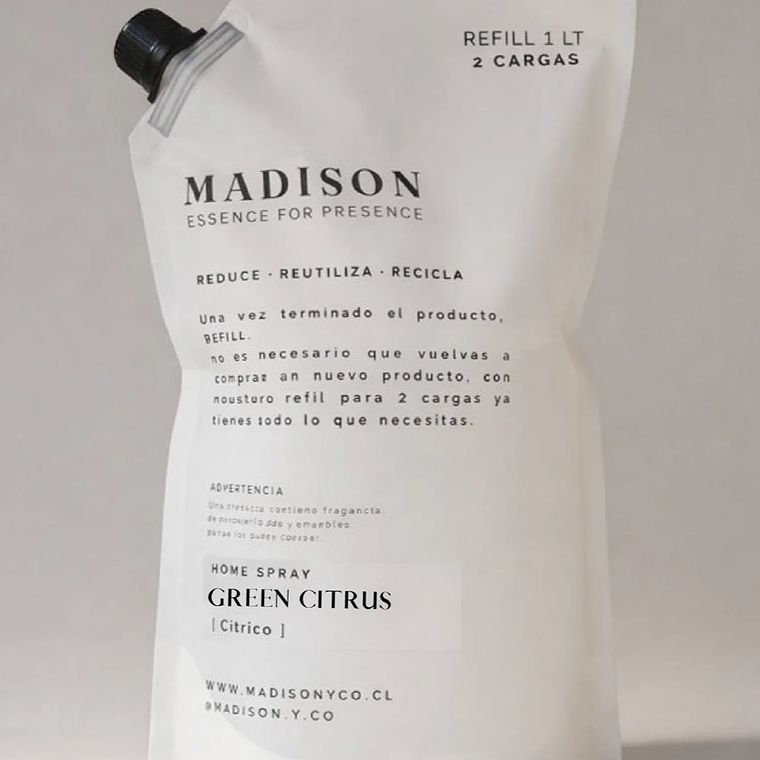 REFILL 1 LT
2 CARGAS
MADISON
ESSENCE FOR PRESENCE
REDUCE · REUTILIZA · RECICLA
Una vez terminado el producto,
REFILL.
no es necesario que vuelvas a
compraz an nuevo producto, con
nousturo refil para 2 cargas ya
tienes todo lo que necesitas.
ADVERTENCIA
contieno fragancia.
y
HOME SPRAY
GREEN CITRUS
[ Citrico ]
WWW.MADISONYCO.CL
@MADISON.Y.CO